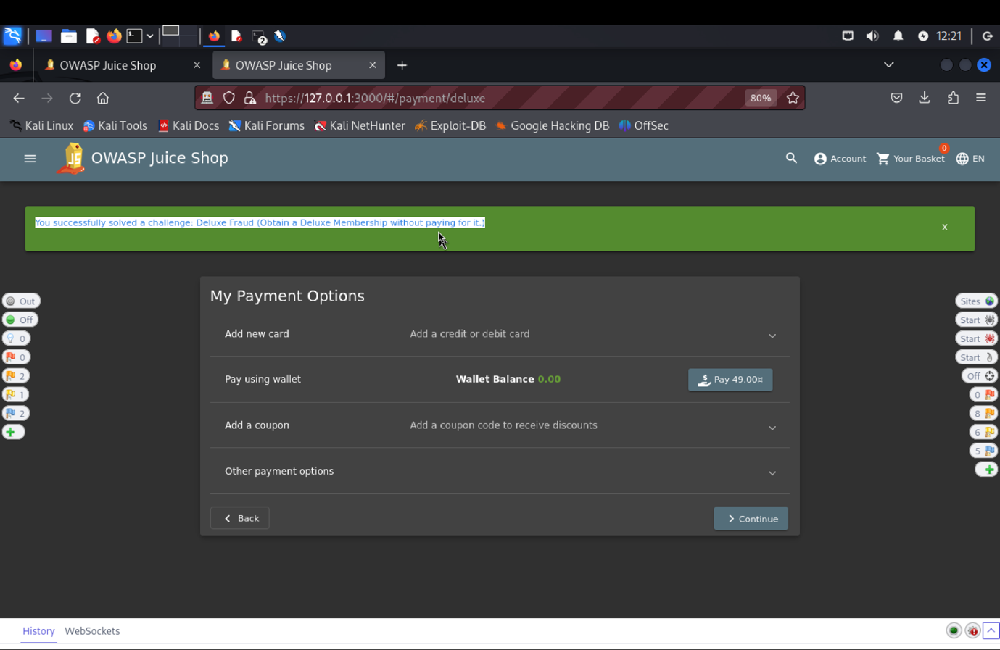 2
12:21
OWASP Juice Shop
OWASP Juice Shop
https://127.0.0.1:3000/#/payment/deluxe
80%
Kali Linux
Kali Tools
Kali Docs
Kali Forums
Kali NetHunter
Exploit-DB
Google Hacking DB
OffSec
JS
OWASP Juice Shop
Account
Your Basket
0
EN
You successfully solved a challenge: Deluxe Fraud (Obtain a Deluxe Membership without paying for it.)
X
My Payment Options
Add new card
Add a credit or debit card
Pay using wallet
Wallet Balance 0.00
Pay 49.00¤
Add a coupon
Add a coupon code to receive discounts
Other payment options
Back
Continue
Out
Off
0
0
2
1
2
Sites
Start
Start
Start
Off
0
8
6
5
History
WebSockets